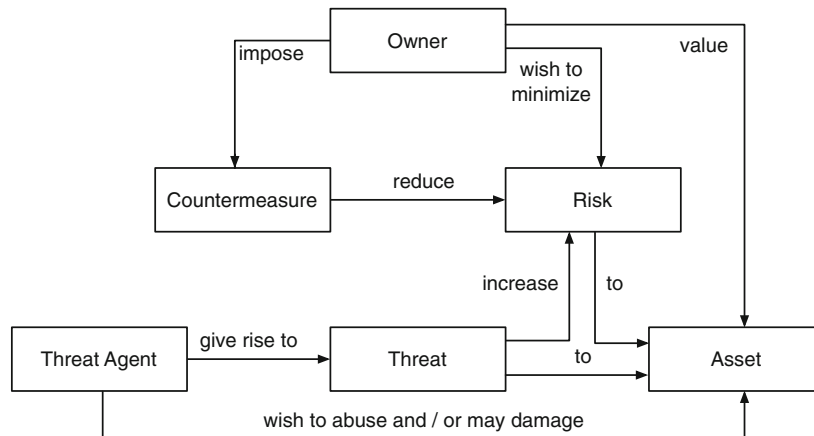 Owner
impose
value
wish to
minimize
Countermeasure
reduce
Risk
increase
to
Threat Agent
give rise to
Threat
to
Asset
wish to abuse and / or may damage